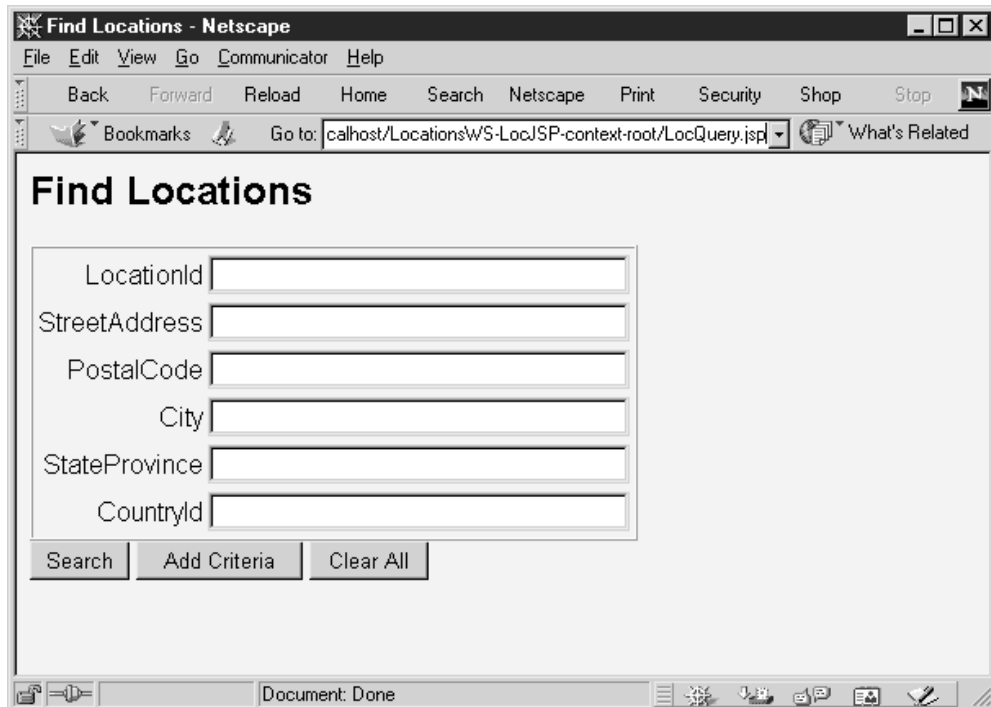 Find Locations - Netscape
File Edit View Go Communicator Help
Back Forward Reload Home Search Netscape Print Security Shop Stop N
Bookmarks Go to: calhost/LocationsWS-LocJSP-context-root/LocQuery.jsp What's Related
Find Locations
LocationId
StreetAddress
PostalCode
City
StateProvince
CountryId
Search Add Criteria Clear All
Document: Done